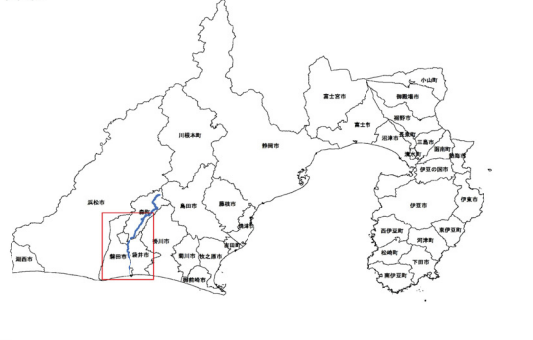 小山町
富士宮市
御殿場市
裾野市
富士市
長泉町
沼津市
三島市
川根本町
静岡市
清水町
函南町
熱海市
伊豆の国市
浜松市
島田市
藤枝市
伊豆市
伊東市
森町
焼津市
西伊豆町
東伊豆町
掛川市
吉田町
河津町
磐田市
袋井市
菊川市
牧之原市
松崎町
湖西市
下田市
御前崎市
南伊豆町